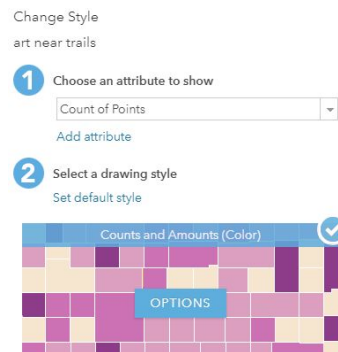 Change Style
art near trails
1 Choose an attribute to show
Count of Points
Add attribute
2 Select a drawing style
Set default style
Counts and Amounts (Color)
OPTIONS